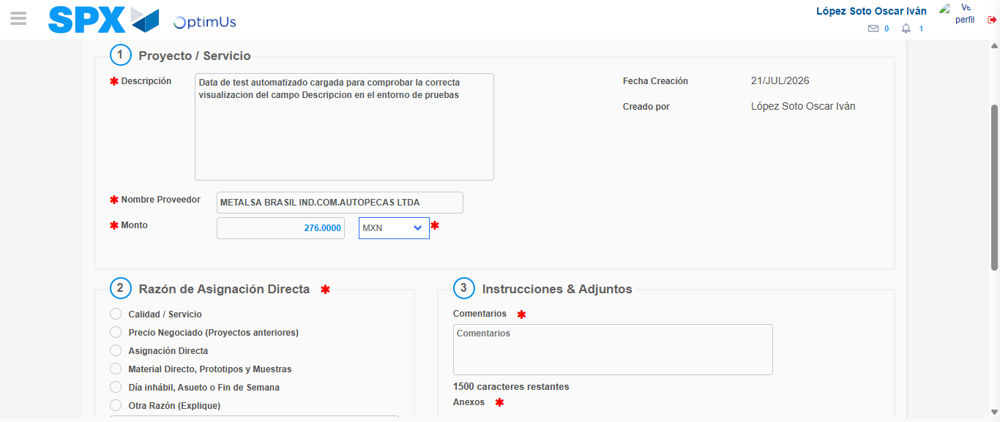 SPX
OptimUs
López Soto Oscar Iván
0
1
Ve
perfil
1
Proyecto / Servicio
* Descripción
Data de test automatizado cargada para comprobar la correcta
visualizacion del campo Descripcion en el entorno de pruebas
Fecha Creación
21/JUL/2026
Creado por
López Soto Oscar Iván
* Nombre Proveedor
METALSA BRASIL IND.COM.AUTOPECAS LTDA
* Monto
276.0000
MXN
*
2
Razón de Asignación Directa *
Calidad / Servicio
Precio Negociado (Proyectos anteriores)
Asignación Directa
Material Directo, Prototipos y Muestras
Día inhábil, Asueto o Fin de Semana
Otra Razón (Explique)
3
Instrucciones & Adjuntos
Comentarios *
Comentarios
1500 caracteres restantes
Anexos *